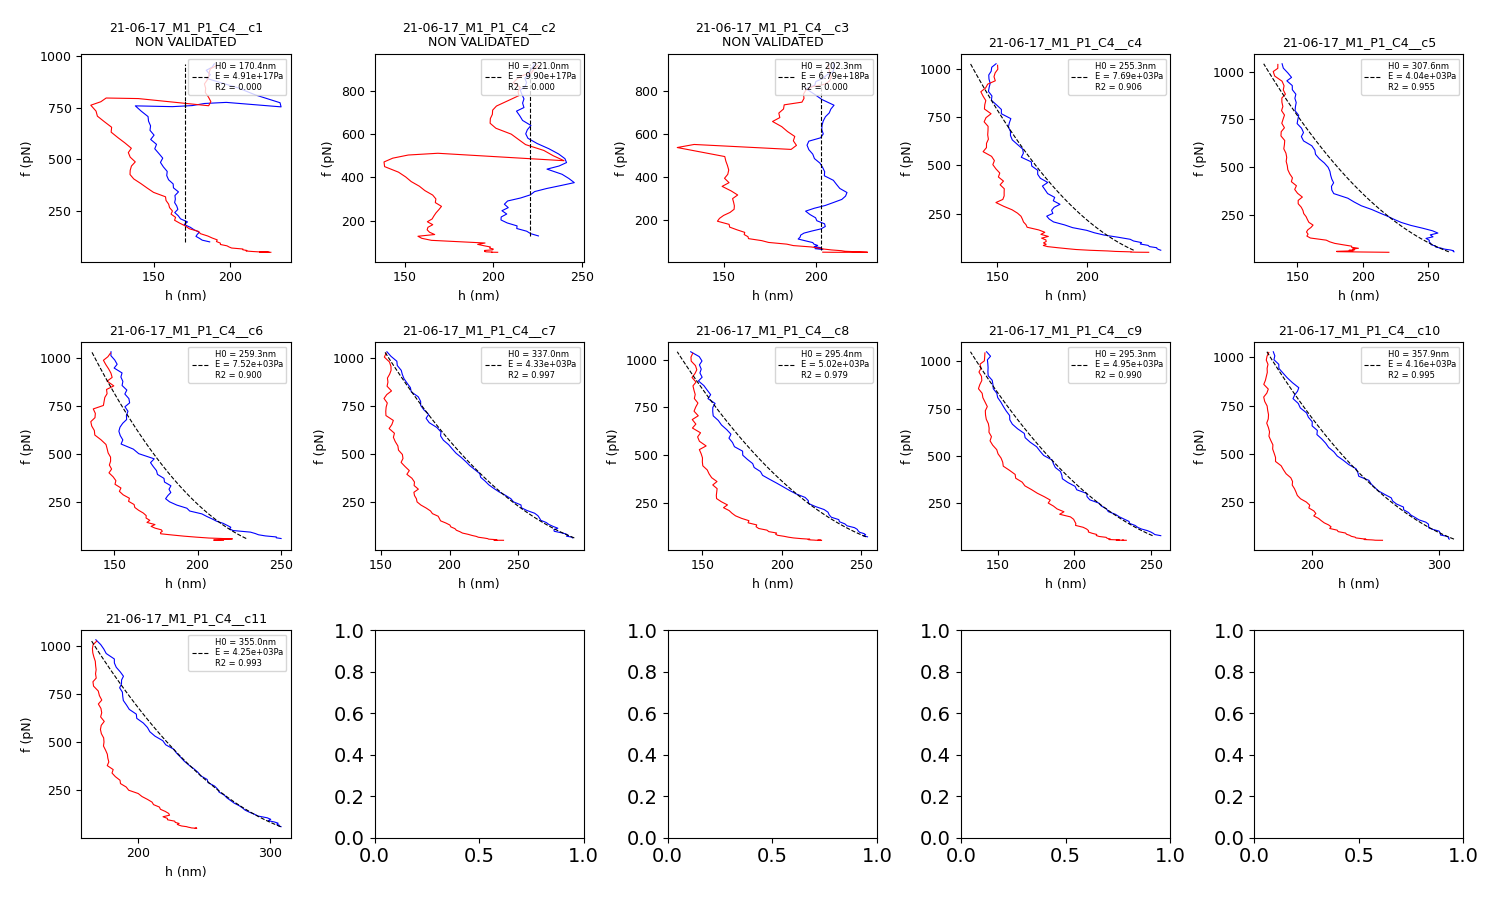 21-06-17_M1_P1_C4__c1
NON VALIDATED
H0 = 170.4nm
E = 4.91e+17Pa
R2 = 0.000
1000
750
500
250
f (pN)
150
200
h (nm)
21-06-17_M1_P1_C4__c2
NON VALIDATED
H0 = 221.0nm
E = 9.90e+17Pa
R2 = 0.000
800
600
400
200
f (pN)
150
200
250
h (nm)
21-06-17_M1_P1_C4__c3
NON VALIDATED
H0 = 202.3nm
E = 6.79e+18Pa
R2 = 0.000
800
600
400
200
f (pN)
150
200
h (nm)
21-06-17_M1_P1_C4__c4
H0 = 255.3nm
E = 7.69e+03Pa
R2 = 0.906
1000
750
500
250
f (pN)
150
200
h (nm)
21-06-17_M1_P1_C4__c5
H0 = 307.6nm
E = 4.04e+03Pa
R2 = 0.955
1000
750
500
250
f (pN)
150
200
250
h (nm)
21-06-17_M1_P1_C4__c6
H0 = 259.3nm
E = 7.52e+03Pa
R2 = 0.900
1000
750
500
250
f (pN)
150
200
250
h (nm)
21-06-17_M1_P1_C4__c7
H0 = 337.0nm
E = 4.33e+03Pa
R2 = 0.997
1000
750
500
250
f (pN)
150
200
250
h (nm)
21-06-17_M1_P1_C4__c8
H0 = 295.4nm
E = 5.02e+03Pa
R2 = 0.979
1000
750
500
250
f (pN)
150
200
250
h (nm)
21-06-17_M1_P1_C4__c9
H0 = 295.3nm
E = 4.95e+03Pa
R2 = 0.990
1000
750
500
250
f (pN)
150
200
250
h (nm)
21-06-17_M1_P1_C4__c10
H0 = 357.9nm
E = 4.16e+03Pa
R2 = 0.995
1000
750
500
250
f (pN)
200
300
h (nm)
21-06-17_M1_P1_C4__c11
H0 = 355.0nm
E = 4.25e+03Pa
R2 = 0.993
1000
750
500
250
f (pN)
200
300
h (nm)
1.0
0.8
0.6
0.4
0.2
0.0
0.0
0.5
1.0
1.0
0.8
0.6
0.4
0.2
0.0
0.0
0.5
1.0
1.0
0.8
0.6
0.4
0.2
0.0
0.0
0.5
1.0
1.0
0.8
0.6
0.4
0.2
0.0
0.0
0.5
1.0